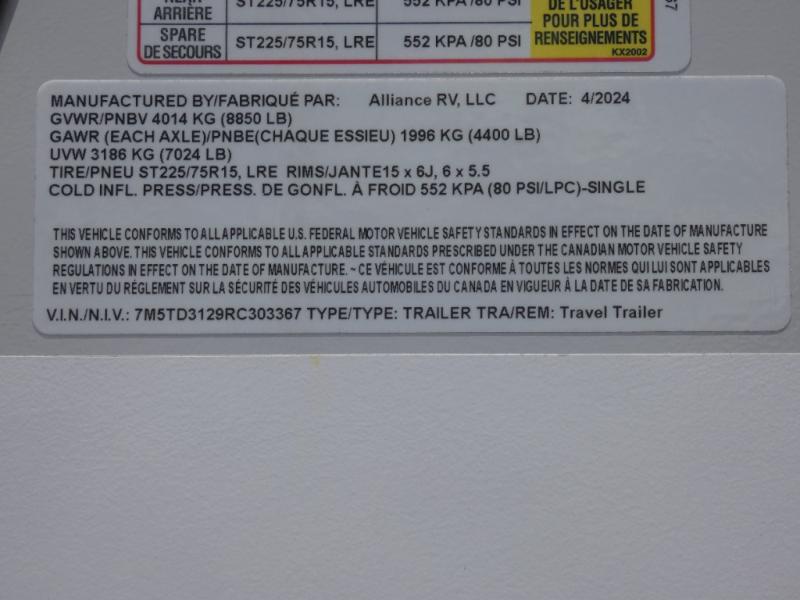 ARRIÈRE ST225/75R15, LRE 552 KPA /80 PSI DE L'USAGER
POUR PLUS DE
SPARE
DE SECOURS ST225/75R15, LRE 552 KPA /80 PSI RENSEIGNEMENTS
KX2002
MANUFACTURED BY/FABRIQUÉ PAR: Alliance RV, LLC DATE: 4/2024
GVWR/PNBV 4014 KG (8850 LB)
GAWR (EACH AXLE)/PNBE(CHAQUE ESSIEU) 1996 KG (4400 LB)
UVW 3186 KG (7024 LB)
TIRE/PNEU ST225/75R15, LRE RIMS/JANTE15 x 6J, 6 x 5.5
COLD INFL. PRESS/PRESS. DE GONFL. À FROID 552 KPA (80 PSI/LPC)-SINGLE
THIS VEHICLE CONFORMS TO ALL APPLICABLE U.S. FEDERAL MOTOR VEHICLE SAFETY STANDARDS IN EFFECT ON THE DATE OF MANUFACTURE
SHOWN ABOVE. THIS VEHICLE CONFORMS TO ALL APPLICABLE STANDARDS PRESCRIBED UNDER THE CANADIAN MOTOR VEHICLE SAFETY
REGULATIONS IN EFFECT ON THE DATE OF MANUFACTURE. ~ CE VÉHICULE EST CONFORME À TOUTES LES NORMES QUI LUI SONT APPLICABLES
EN VERTU DU RÉGLEMENT SUR LA SÉCURITÉ DES VÉHICULES AUTOMOBILES DU CANADA EN VIGUEUR À LA DATE DE SA FABRICATION.
V.I.N./N.I.V.: 7M5TD3129RC303367 TYPE/TYPE: TRAILER TRA/REM: Travel Trailer